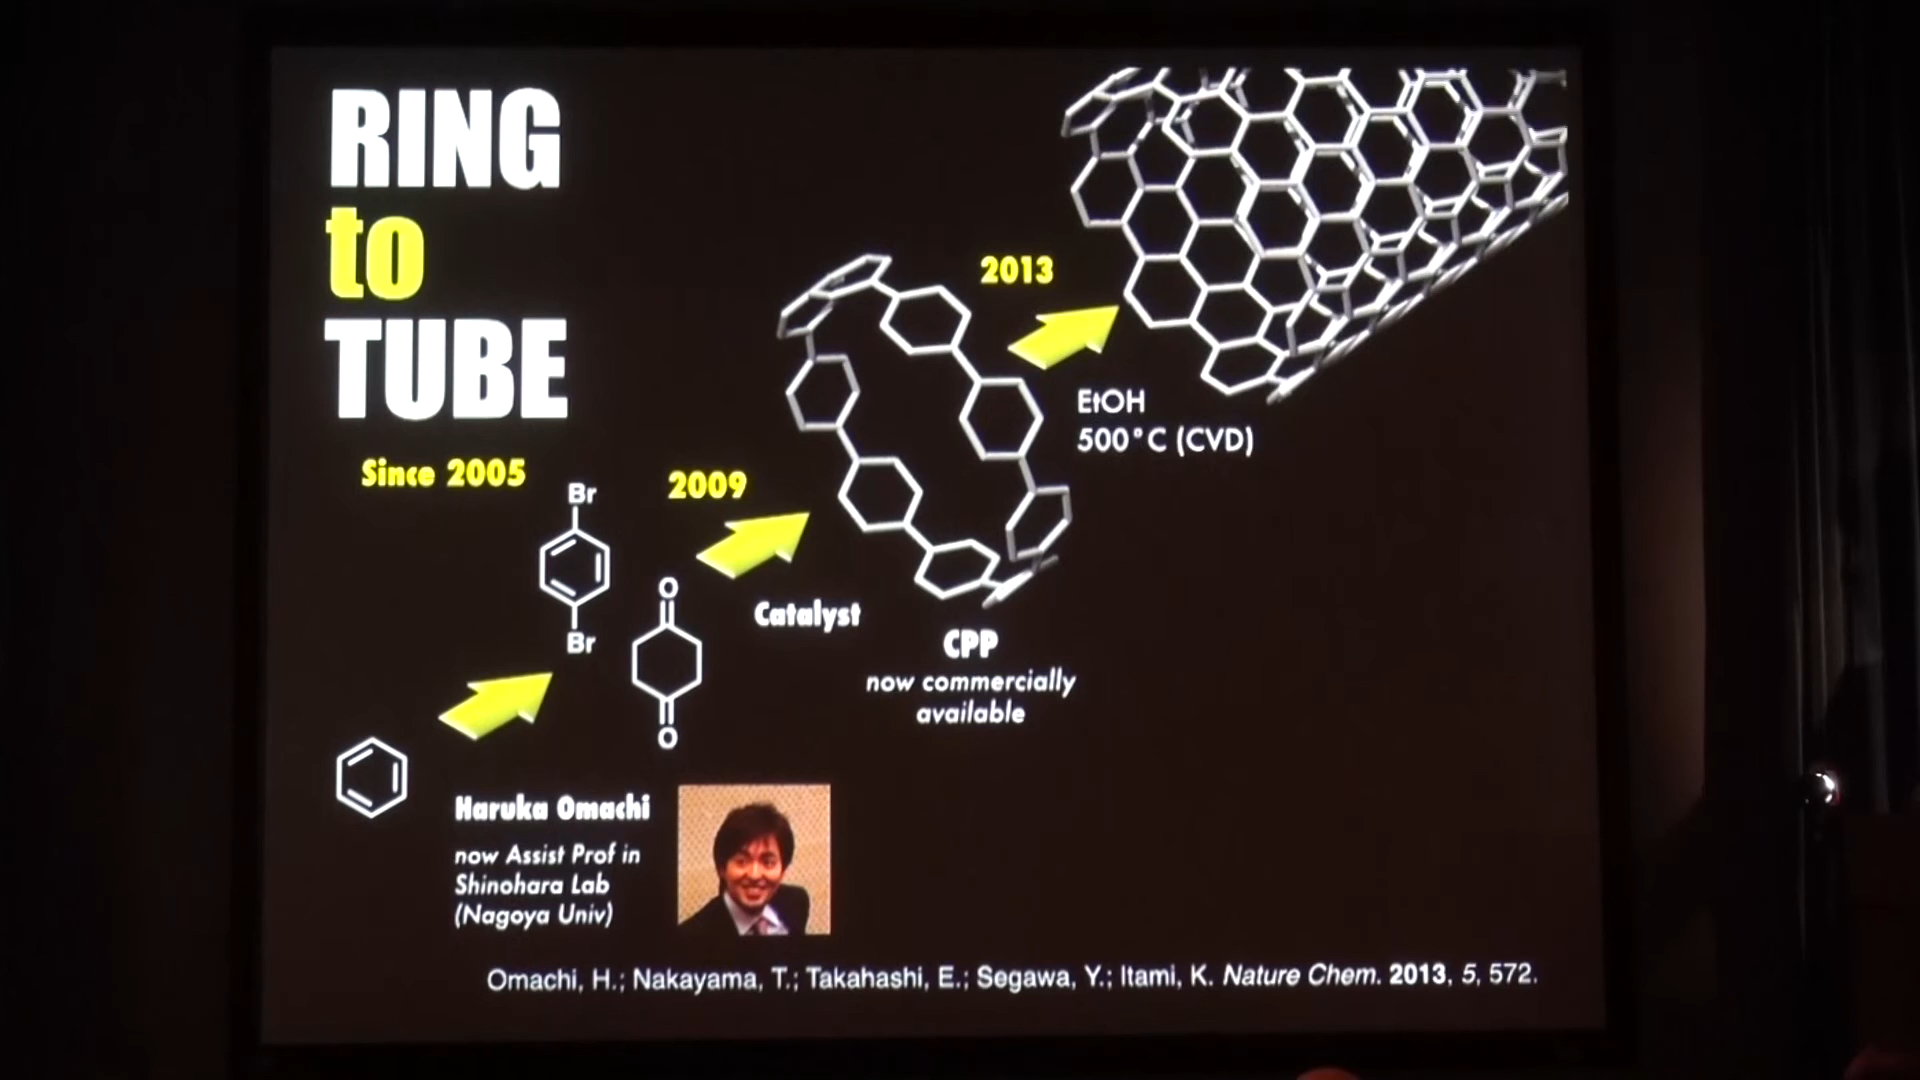 RING
to
TUBE
Since 2005
Br
Br
O
O
2009
Catalyst
CPP
now commercially
available
2013
EtOH
500°C (CVD)
Haruka Omachi
now Assist Prof in
Shinohara Lab
(Nagoya Univ)
Omachi, H.; Nakayama, T.; Takahashi, E.; Segawa, Y.; Itami, K. Nature Chem. 2013, 5, 572.